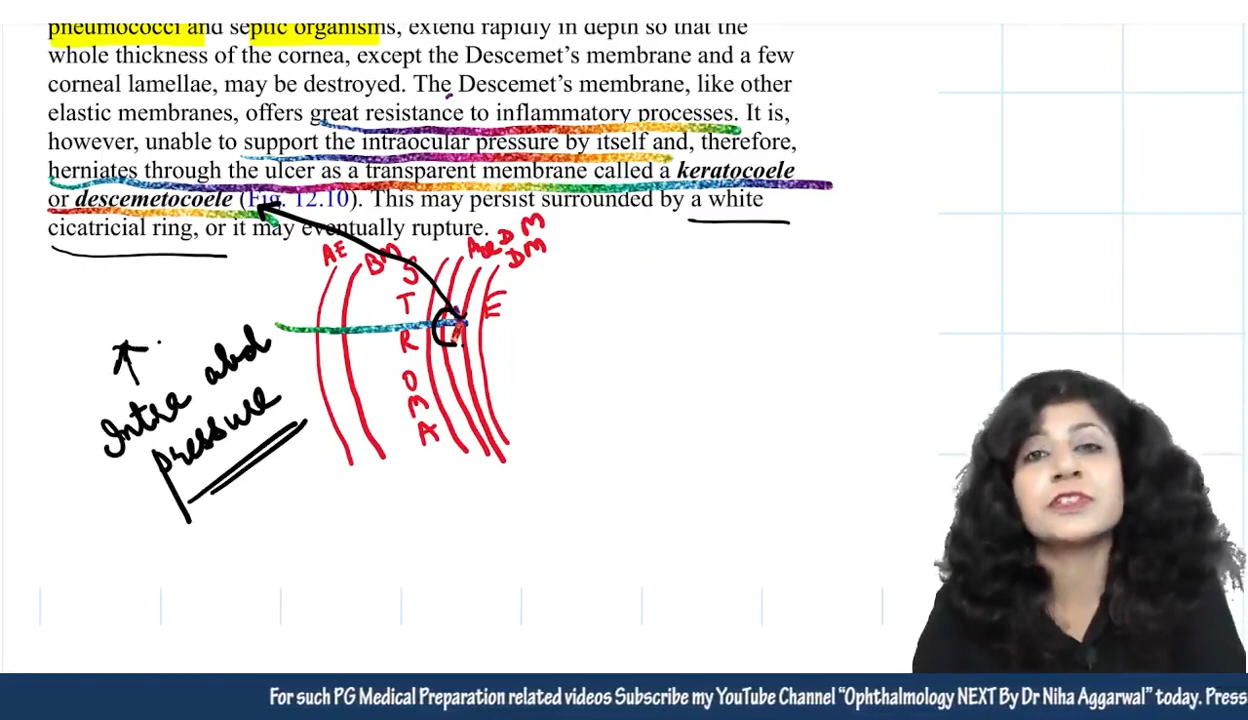 pneumococci and septic organisms, extend rapidly in depth so that the
whole thickness of the cornea, except the Descemet's membrane and a few
corneal lamellae, may be destroyed. The Descemet's membrane, like other
elastic membranes, offers great resistance to inflammatory processes. It is,
however, unable to support the intraocular pressure by itself and, therefore,
herniates through the ulcer as a transparent membrane called a keratocoele
or descemetocoele (Fig. 12.10). This may persist surrounded by a white
cicatricial ring, or it may eventually rupture.
AE
BM
STROMA
PreDM
DM
E
↑
Intra abd
pressure
For such PG Medical Preparation related videos Subscribe my YouTube Channel "Ophthalmology NEXT By Dr Niha Aggarwal" today. Press